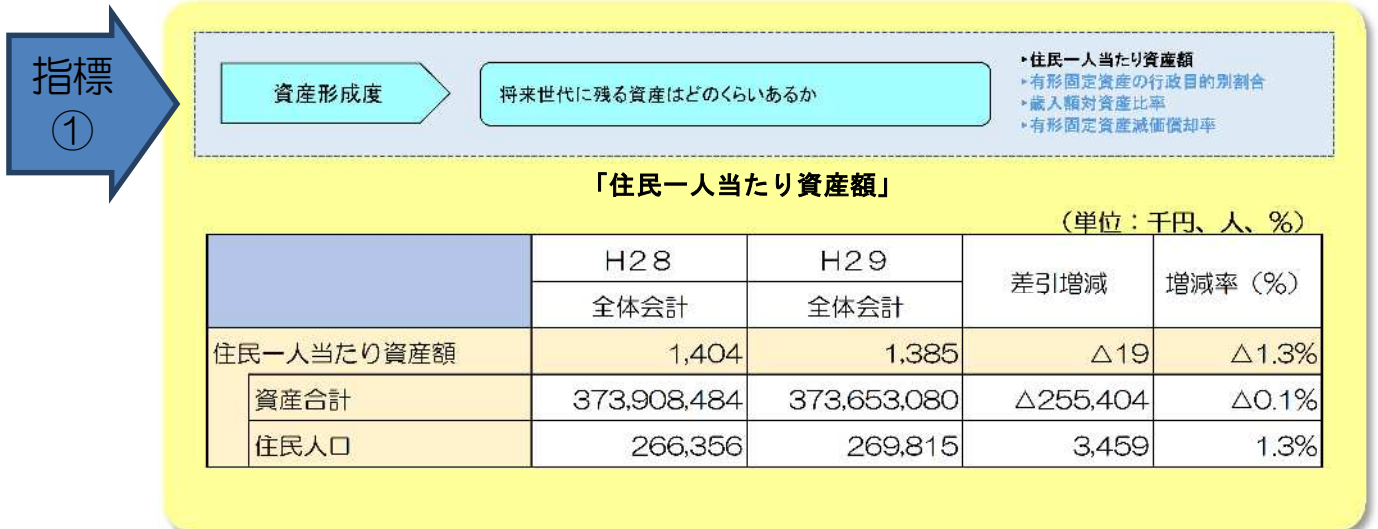 指標
①
資産形成度
将来世代に残る資産はどのくらいあるか
▸住民一人当たり資産額
▸有形固定資産の行政目的別割合
▸歳入額対資産比率
▸有形固定資産減価償却率
「住民一人当たり資産額」
（単位：千円、人、％）
Ｈ２８ Ｈ２９ 差引増減 増減率（％）
全体会計 全体会計
住民一人当たり資産額 1,404 1,385 △19 △1.3%
資産合計 373,908,484 373,653,080 △255,404 △0.1%
住民人口 266,356 269,815 3,459 1.3%